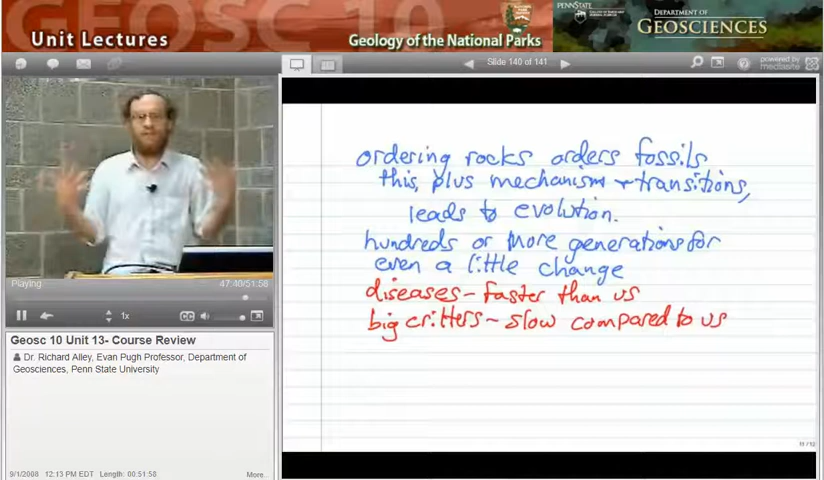 GEOSC 10
Unit Lectures
Geology of the National Parks
PENNSTATE
DEPARTMENT OF
GEOSCIENCES
Slide 140 of 141
powered by
mediasite
ordering rocks orders fossils
this, plus mechanism + transitions,
leads to evolution.
hundreds or more generations for
even a little change
diseases - faster than us
big critters - slow compared to us
Playing
47:40/51:58
1x
CC
Geosc 10 Unit 13- Course Review
Dr. Richard Alley, Evan Pugh Professor, Department of
Geosciences, Penn State University
9/1/2008 12:13 PM EDT Length: 00:51:58
More..